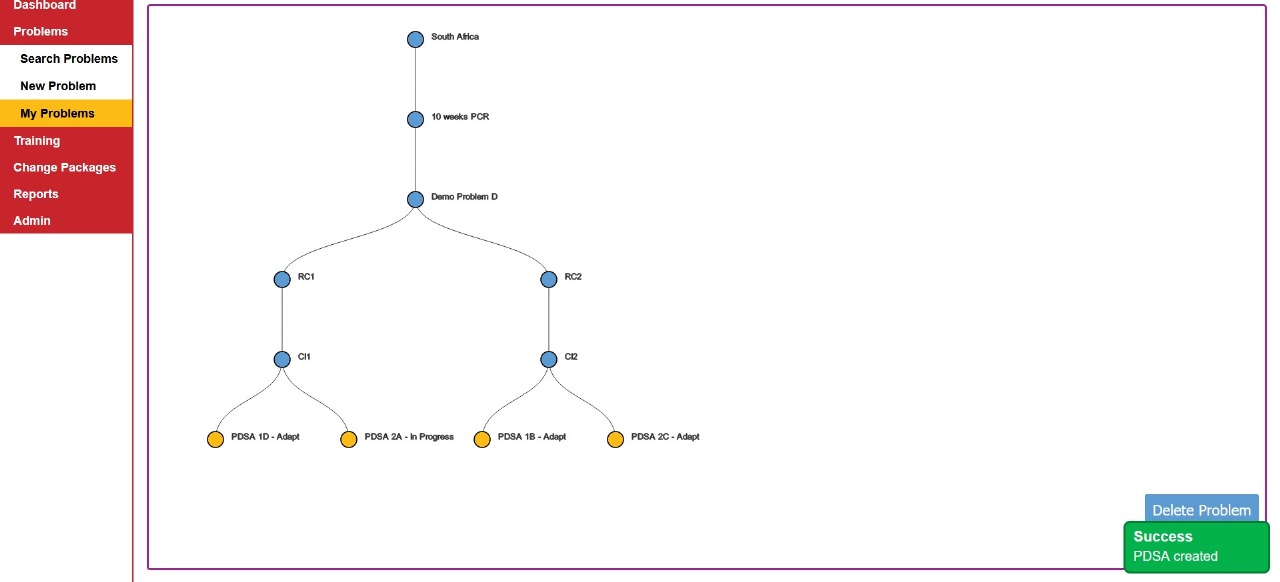 Dashboard
Problems
Search Problems
New Problem
My Problems
Training
Change Packages
Reports
Admin
South Africa
10 weeks PCR
Demo Problem D
RC1
RC2
CI1
CI2
PDSA 1D - Adapt
PDSA 2A - In Progress
PDSA 1B - Adapt
PDSA 2C - Adapt
Delete Problem
Success
PDSA created